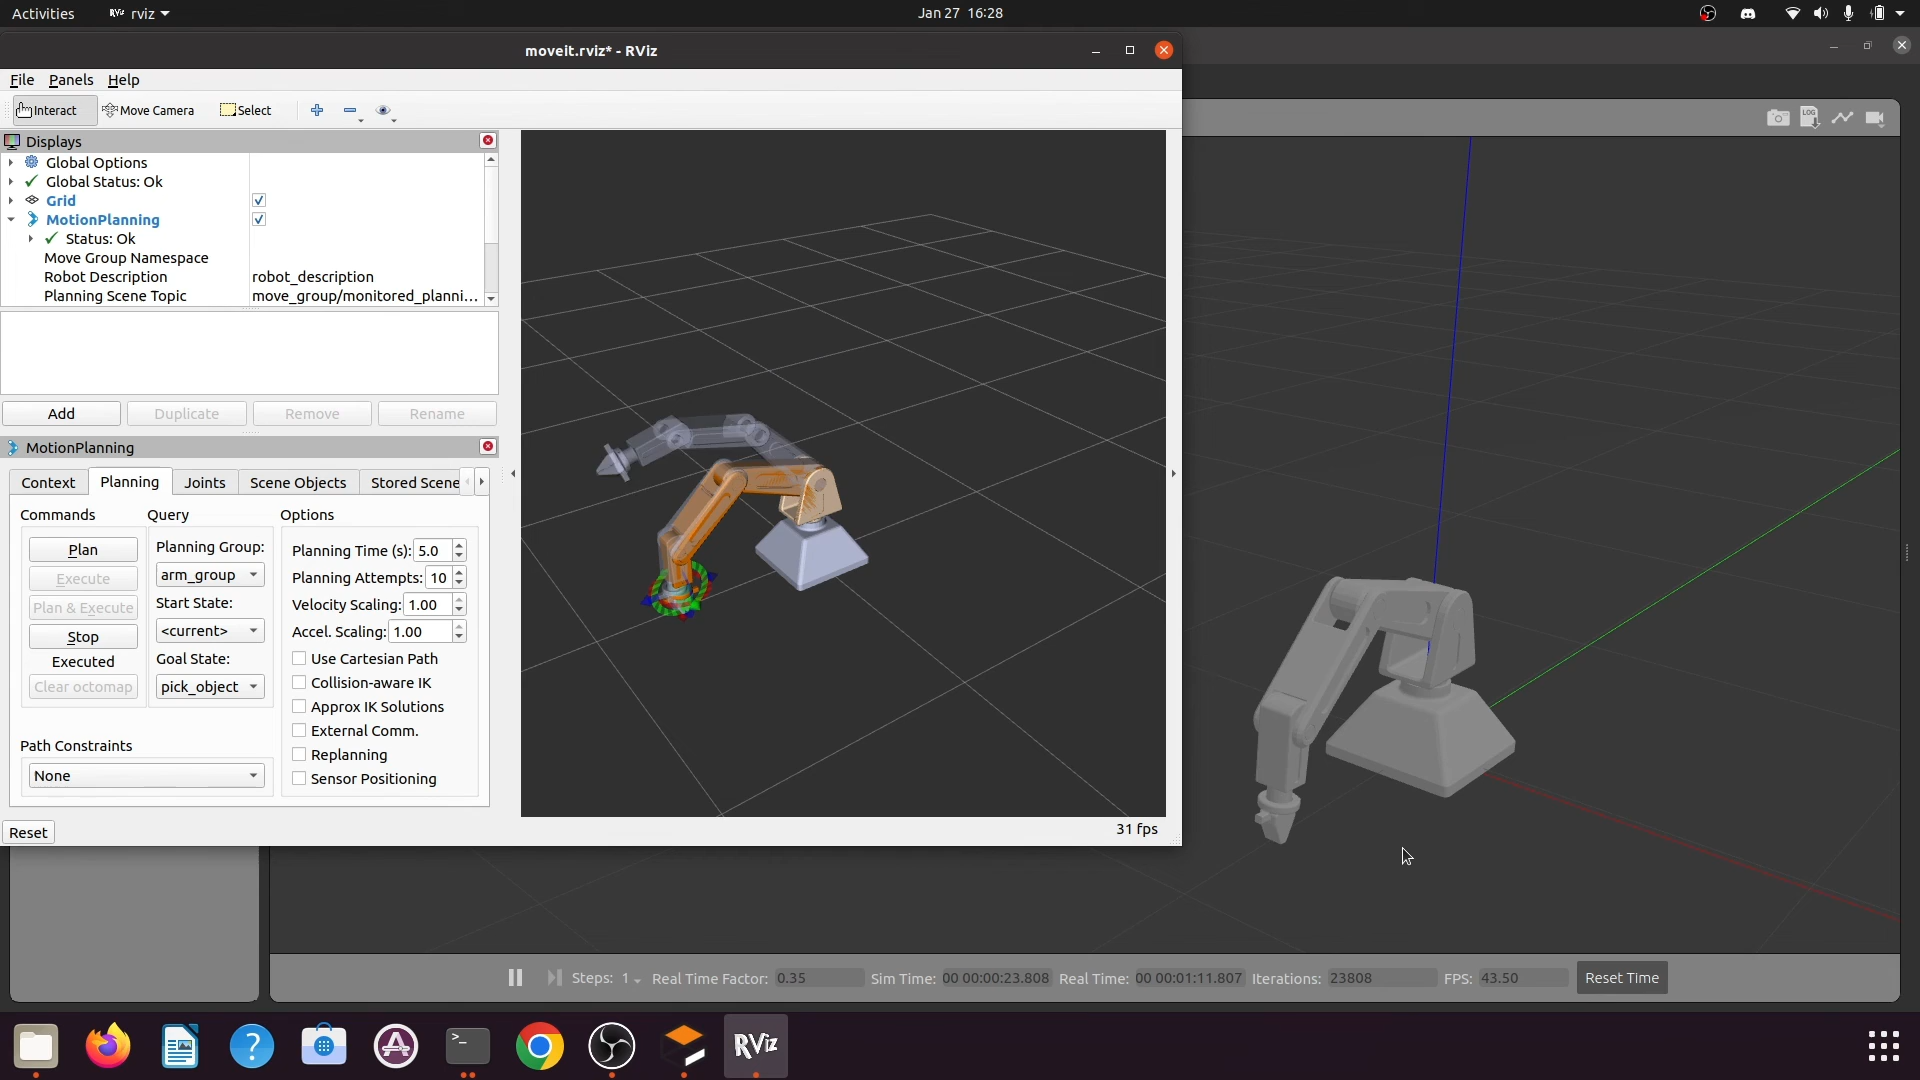 Activities
RViz rviz
Jan 27 16:28
moveit.rviz* - RViz
File Panels Help
Interact Move Camera Select
LOG
Displays
Global Options
Global Status: Ok
Grid
MotionPlanning
Status: Ok
Move Group Namespace
Robot Description robot_description
Planning Scene Topic move_group/monitored_planni...
Add Duplicate Remove Rename
MotionPlanning
Context Planning Joints Scene Objects Stored Scene
Commands Query Options
Plan
Execute
Plan & Execute
Stop
Executed
Clear octomap
Planning Group:
arm_group
Start State:
<current>
Goal State:
pick_object
Planning Time (s): 5.0
Planning Attempts: 10
Velocity Scaling: 1.00
Accel. Scaling: 1.00
Use Cartesian Path
Collision-aware IK
Approx IK Solutions
External Comm.
Replanning
Sensor Positioning
Path Constraints
None
Reset
31 fps
Steps: 1 Real Time Factor: 0.35 Sim Time: 00 00:00:23.808 Real Time: 00 00:01:11.807 Iterations: 23808 FPS: 43.50 Reset Time
RViz